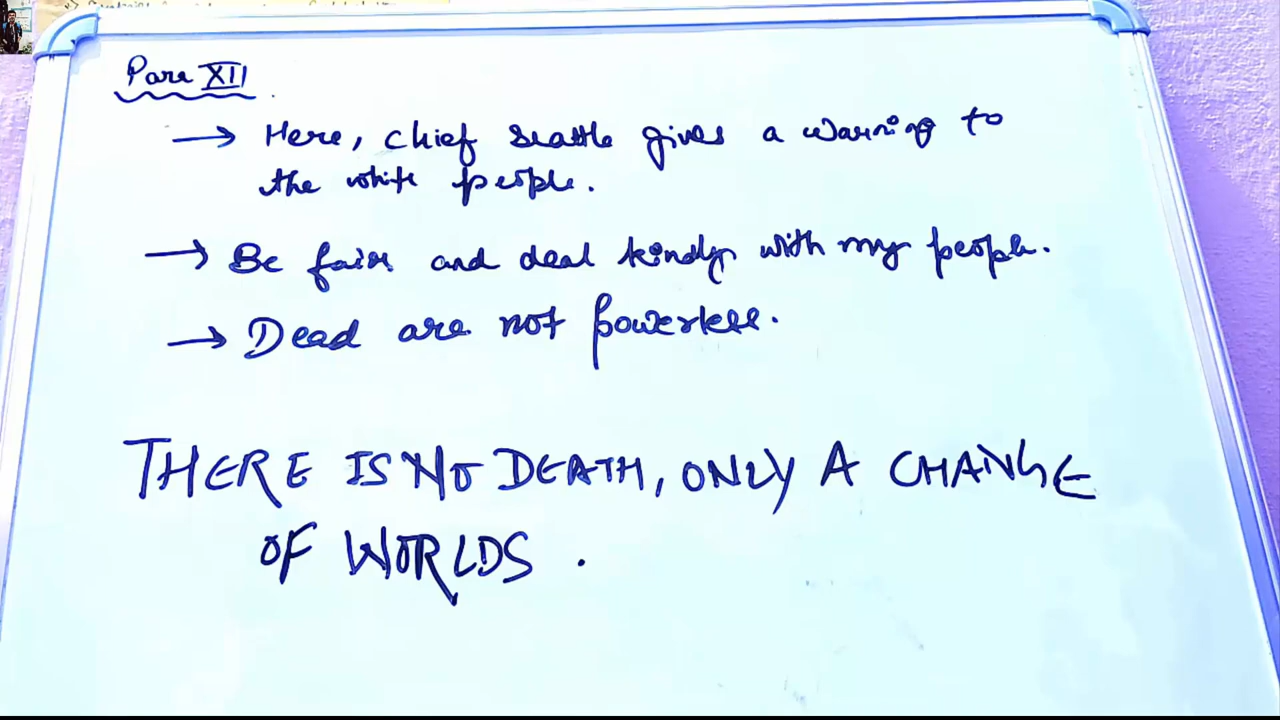 Para XII
→ Here, chief Seattle gives a warning to
the white people.
→ Be fair and deal kindly with my people.
→ Dead are not powerless.
THERE IS NO DEATH, ONLY A CHANGE
OF WORLDS.